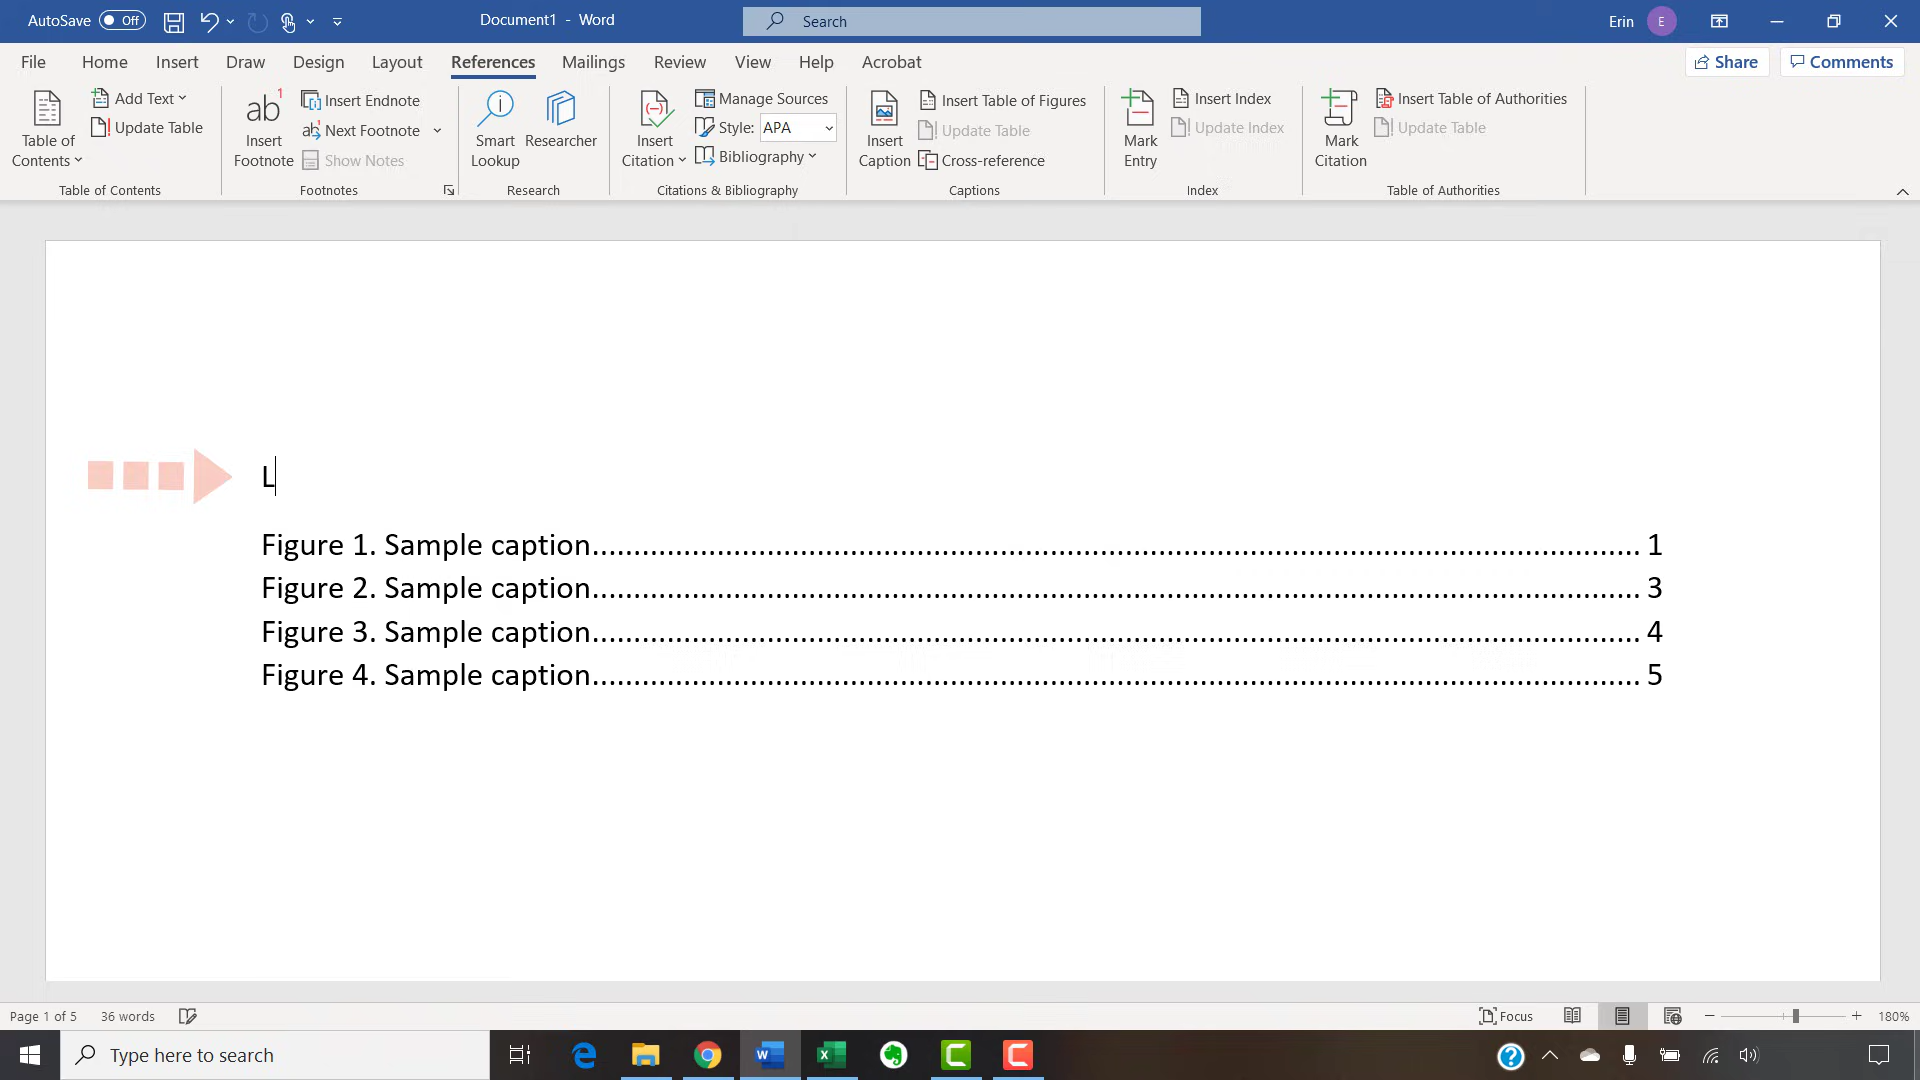 AutoSave Off Document1 - Word Search Erin E
File Home Insert Draw Design Layout References Mailings Review View Help Acrobat Share Comments
Table of Contents
Add Text
Update Table
Table of Contents
ab 1
Insert Footnote
Insert Endnote
Next Footnote
Show Notes
Footnotes
Smart Lookup
Researcher
Research
Insert Citation
Manage Sources
Style: APA
Bibliography
Citations & Bibliography
Insert Caption
Insert Table of Figures
Update Table
Cross-reference
Captions
Mark Entry
Insert Index
Update Index
Index
Mark Citation
Insert Table of Authorities
Update Table
Table of Authorities
L
Figure 1. Sample caption.......... 1
Figure 2. Sample caption.......... 3
Figure 3. Sample caption.......... 4
Figure 4. Sample caption.......... 5
Page 1 of 5 36 words Focus 180%
Type here to search